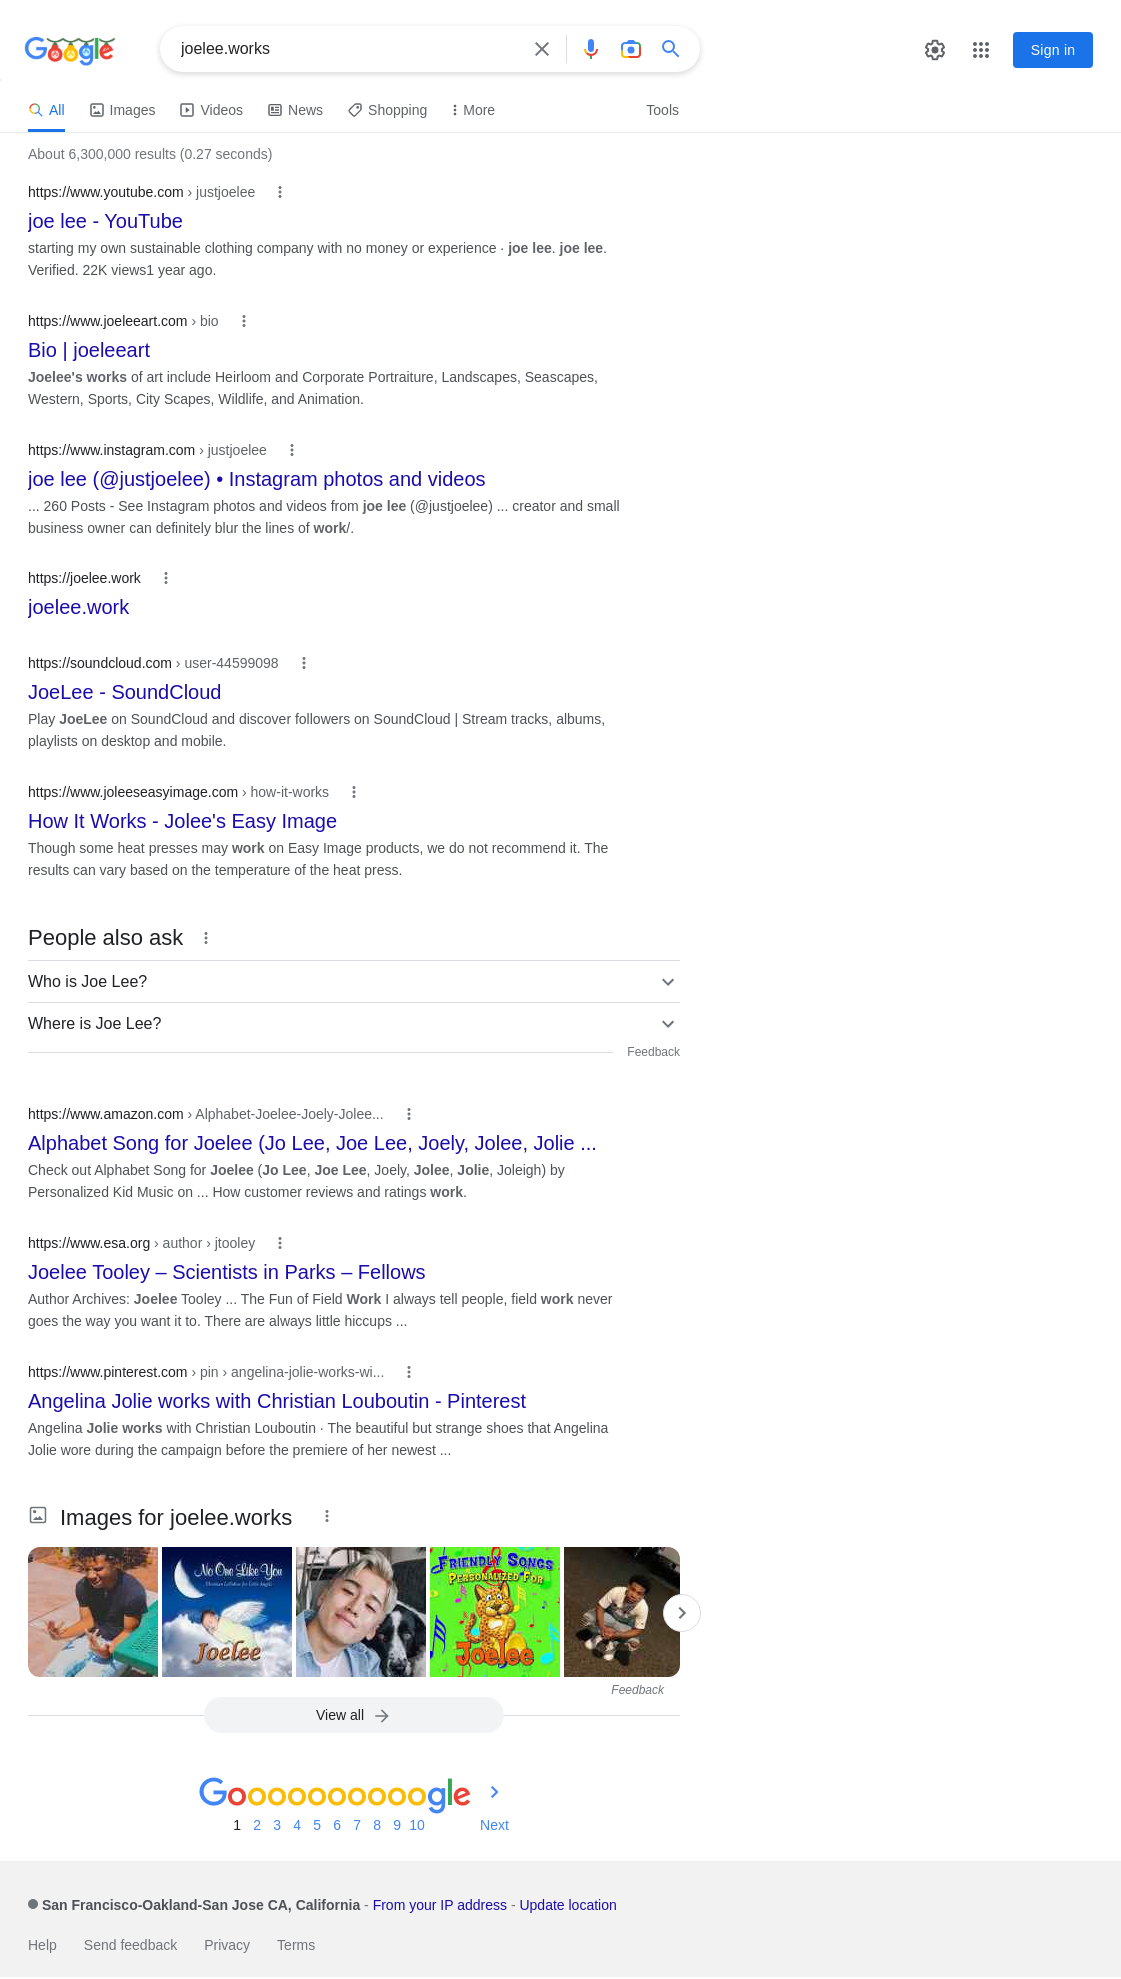 Google
joelee.works
Sign in
All
Images
Videos
News
Shopping
More
Tools
About 6,300,000 results (0.27 seconds)
https://www.youtube.com › justjoelee
joe lee - YouTube
starting my own sustainable clothing company with no money or experience · joe lee. joe lee.
Verified. 22K views1 year ago.
https://www.joeleeart.com › bio
Bio | joeleeart
Joelee's works of art include Heirloom and Corporate Portraiture, Landscapes, Seascapes,
Western, Sports, City Scapes, Wildlife, and Animation.
https://www.instagram.com › justjoelee
joe lee (@justjoelee) • Instagram photos and videos
... 260 Posts - See Instagram photos and videos from joe lee (@justjoelee) ... creator and small
business owner can definitely blur the lines of work/.
https://joelee.work
joelee.work
https://soundcloud.com › user-44599098
JoeLee - SoundCloud
Play JoeLee on SoundCloud and discover followers on SoundCloud | Stream tracks, albums,
playlists on desktop and mobile.
https://www.joleeseasyimage.com › how-it-works
How It Works - Jolee's Easy Image
Though some heat presses may work on Easy Image products, we do not recommend it. The
results can vary based on the temperature of the heat press.
People also ask
Who is Joe Lee?
Where is Joe Lee?
Feedback
https://www.amazon.com › Alphabet-Joelee-Joely-Jolee...
Alphabet Song for Joelee (Jo Lee, Joe Lee, Joely, Jolee, Jolie ...
Check out Alphabet Song for Joelee (Jo Lee, Joe Lee, Joely, Jolee, Jolie, Joleigh) by
Personalized Kid Music on ... How customer reviews and ratings work.
https://www.esa.org › author › jtooley
Joelee Tooley – Scientists in Parks – Fellows
Author Archives: Joelee Tooley ... The Fun of Field Work I always tell people, field work never
goes the way you want it to. There are always little hiccups ...
https://www.pinterest.com › pin › angelina-jolie-works-wi...
Angelina Jolie works with Christian Louboutin - Pinterest
Angelina Jolie works with Christian Louboutin · The beautiful but strange shoes that Angelina
Jolie wore during the campaign before the premiere of her newest ...
Images for joelee.works
No One Like You
Joelee
FRIENDLY SONGS
PERSONALIZED FOR
Joelee
Feedback
View all
Goooooooooogle
1 2 3 4 5 6 7 8 9 10 Next
San Francisco-Oakland-San Jose CA, California - From your IP address - Update location
Help
Send feedback
Privacy
Terms